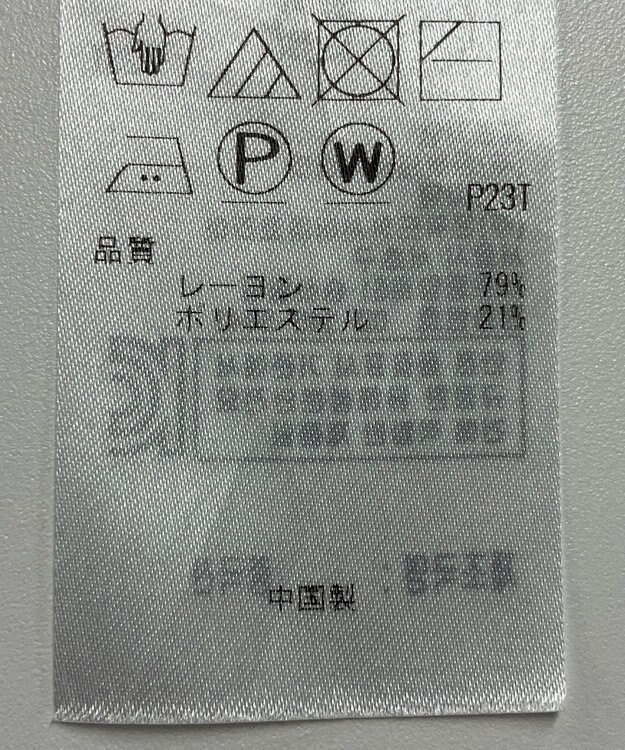 P W
P23T
品質
レーヨン 79%
ポリエステル 21%
中国製